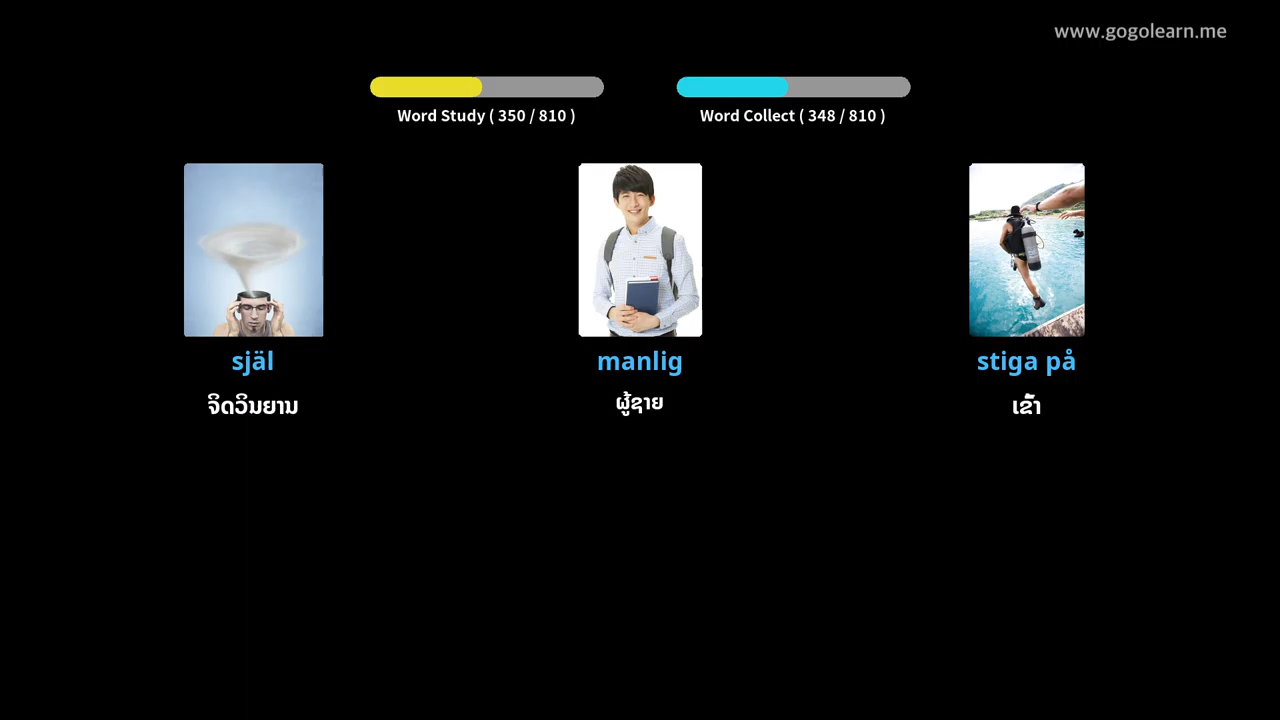 www.gogolearn.me
Word Study ( 350 / 810 )
Word Collect ( 348 / 810 )
själ
manlig
stiga på
ຈິດວິນຍານ
ຜູ້ຊາຍ
ເຂົ້າ